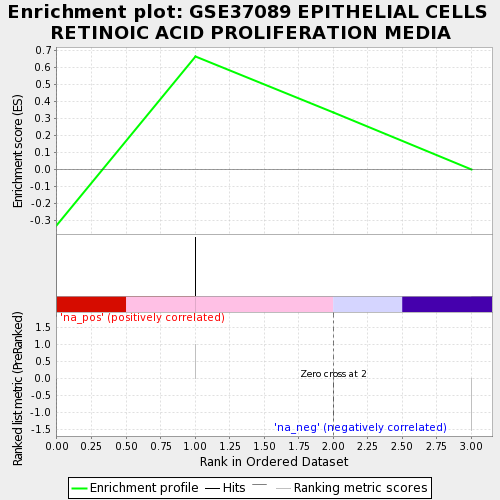 Enrichment plot: GSE37089 EPITHELIAL CELLS
RETINOIC ACID PROLIFERATION MEDIA
Enrichment score (ES)
0.7
0.6
0.5
0.4
0.3
0.2
0.1
0.0
-0.1
-0.2
-0.3
Ranked list metric (PreRanked)
'na_pos' (positively correlated)
1.5
1.0
0.5
0.0
-0.5
-1.0
-1.5
Zero cross at 2
'na_neg' (negatively correlated)
0.00 0.25 0.50 0.75 1.00 1.25 1.50 1.75 2.00 2.25 2.50 2.75 3.00
Rank in Ordered Dataset
Enrichment profile Hits Ranking metric scores